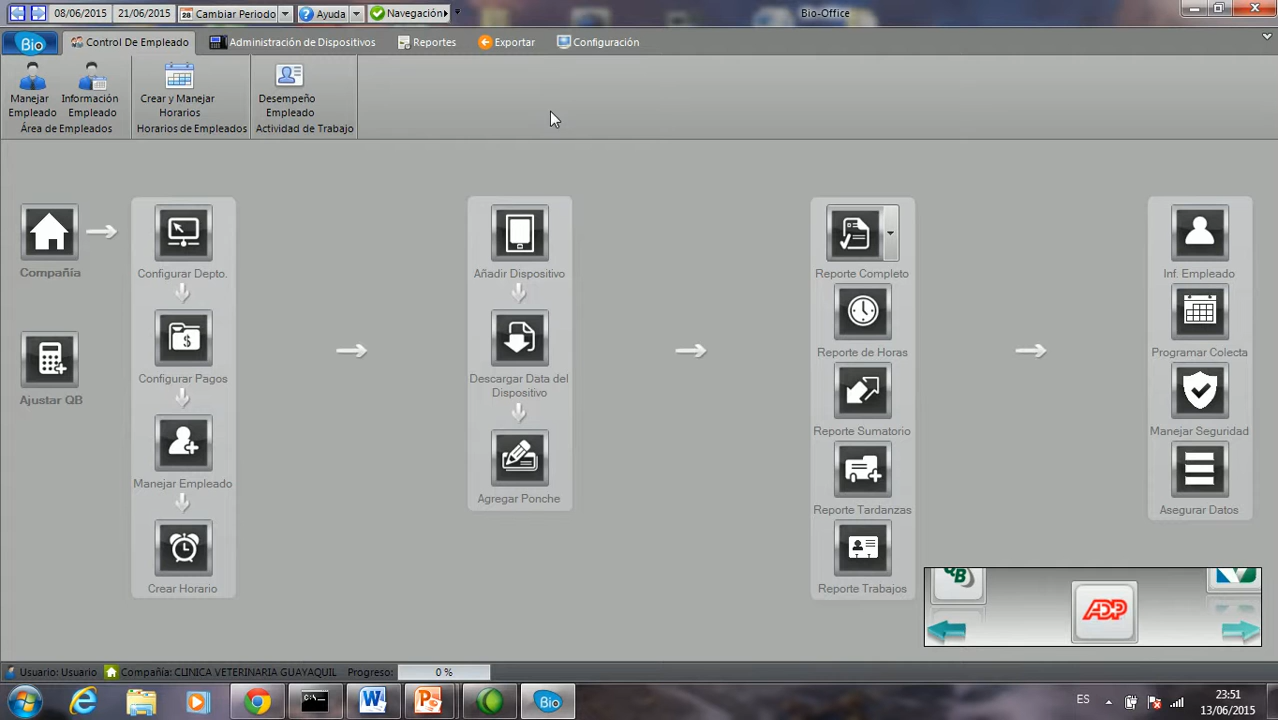 08/06/2015 21/06/2015 Cambiar Periodo Ayuda Navegación Bio-Office
Bio Control De Empleado Administración de Dispositivos Reportes Exportar Configuración
Manejar Empleado
Información Empleado
Área de Empleados
Crear y Manejar Horarios
Horarios de Empleados
Desempeño Empleado
Actividad de Trabajo
Compañía
Ajustar QB
Configurar Depto.
Configurar Pagos
Manejar Empleado
Crear Horario
Añadir Dispositivo
Descargar Data del
Dispositivo
Agregar Ponche
Reporte Completo
Reporte de Horas
Reporte Sumatorio
Reporte Tardanzas
Reporte Trabajos
Inf. Empleado
Programar Colecta
Manejar Seguridad
Asegurar Datos
QB
ADP
Usuario: Usuario Compañía: CLINICA VETERINARIA GUAYAQUIL Progreso: 0 %
Bio
ES
23:51
13/06/2015